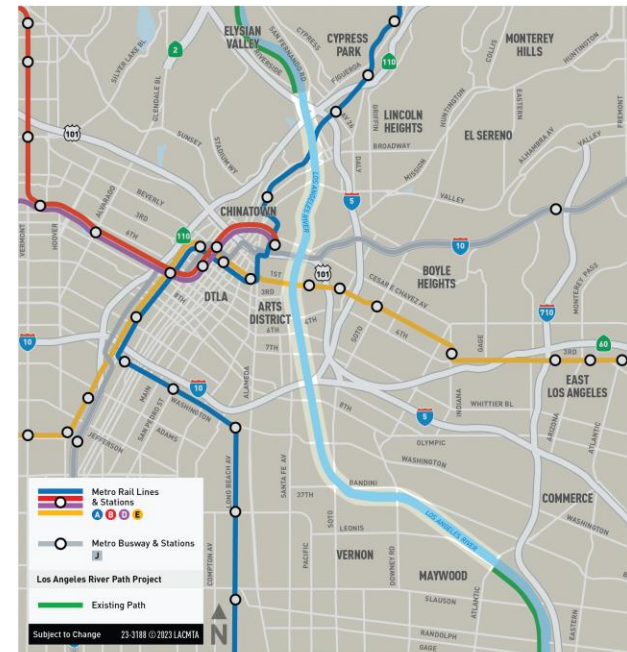 ELYSIAN
VALLEY
SAN FERNANDO RD
RIVERSIDE
CYPRESS
CYPRESS
PARK
FIGUEROA
110
MONTEREY
HILLS
COLLIS
HUNTINGTON
2
SILVER LAKE BL
GLENDALE BL
101
SUNSET
STADIUM WY
AV 26
GRIFFIN
LINCOLN
HEIGHTS
BROADWAY
HUNTINGTON
EASTERN
FREMONT
EL SERENO
ALHAMBRA AV
VALLEY
DALY
MISSION
VALLEY
LOS ANGELES RIVER
5
VERMONT
HOOVER
ALVARADO
BEVERLY
3RD
6TH
CHINATOWN
110
10
8TH
DTLA
1ST
3RD
101
ARTS
DISTRICT
4TH
6TH
7TH
CESAR E CHAVEZ AV
BOYLE
HEIGHTS
SOTO
4TH
GAGE
MONTEREY PASS
710
60
3RD
EAST
LOS ANGELES
10
10
MAIN
SAN PEDRO ST
WASHINGTON
ADAMS
JEFFERSON
ALAMEDA
8TH
INDIANA
WHITTIER BL
5
ARIZONA
ATLANTIC
OLYMPIC
WASHINGTON
COMMERCE
WASHINGTON
LONG BEACH AV
COMPTON AV
SANTA FE AV
37TH
BANDINI
SOTO
LEONIS
LOS ANGELES RIVER
PACIFIC
VERNON
DOWNEY RD
MAYWOOD
ATLANTIC
SLAUSON
EASTERN
RANDOLPH
GAGE
Metro Rail Lines
& Stations
A B D E
Metro Busway & Stations
J
Los Angeles River Path Project
Existing Path
Subject to Change 23-3188 © 2023 LACMTA
N